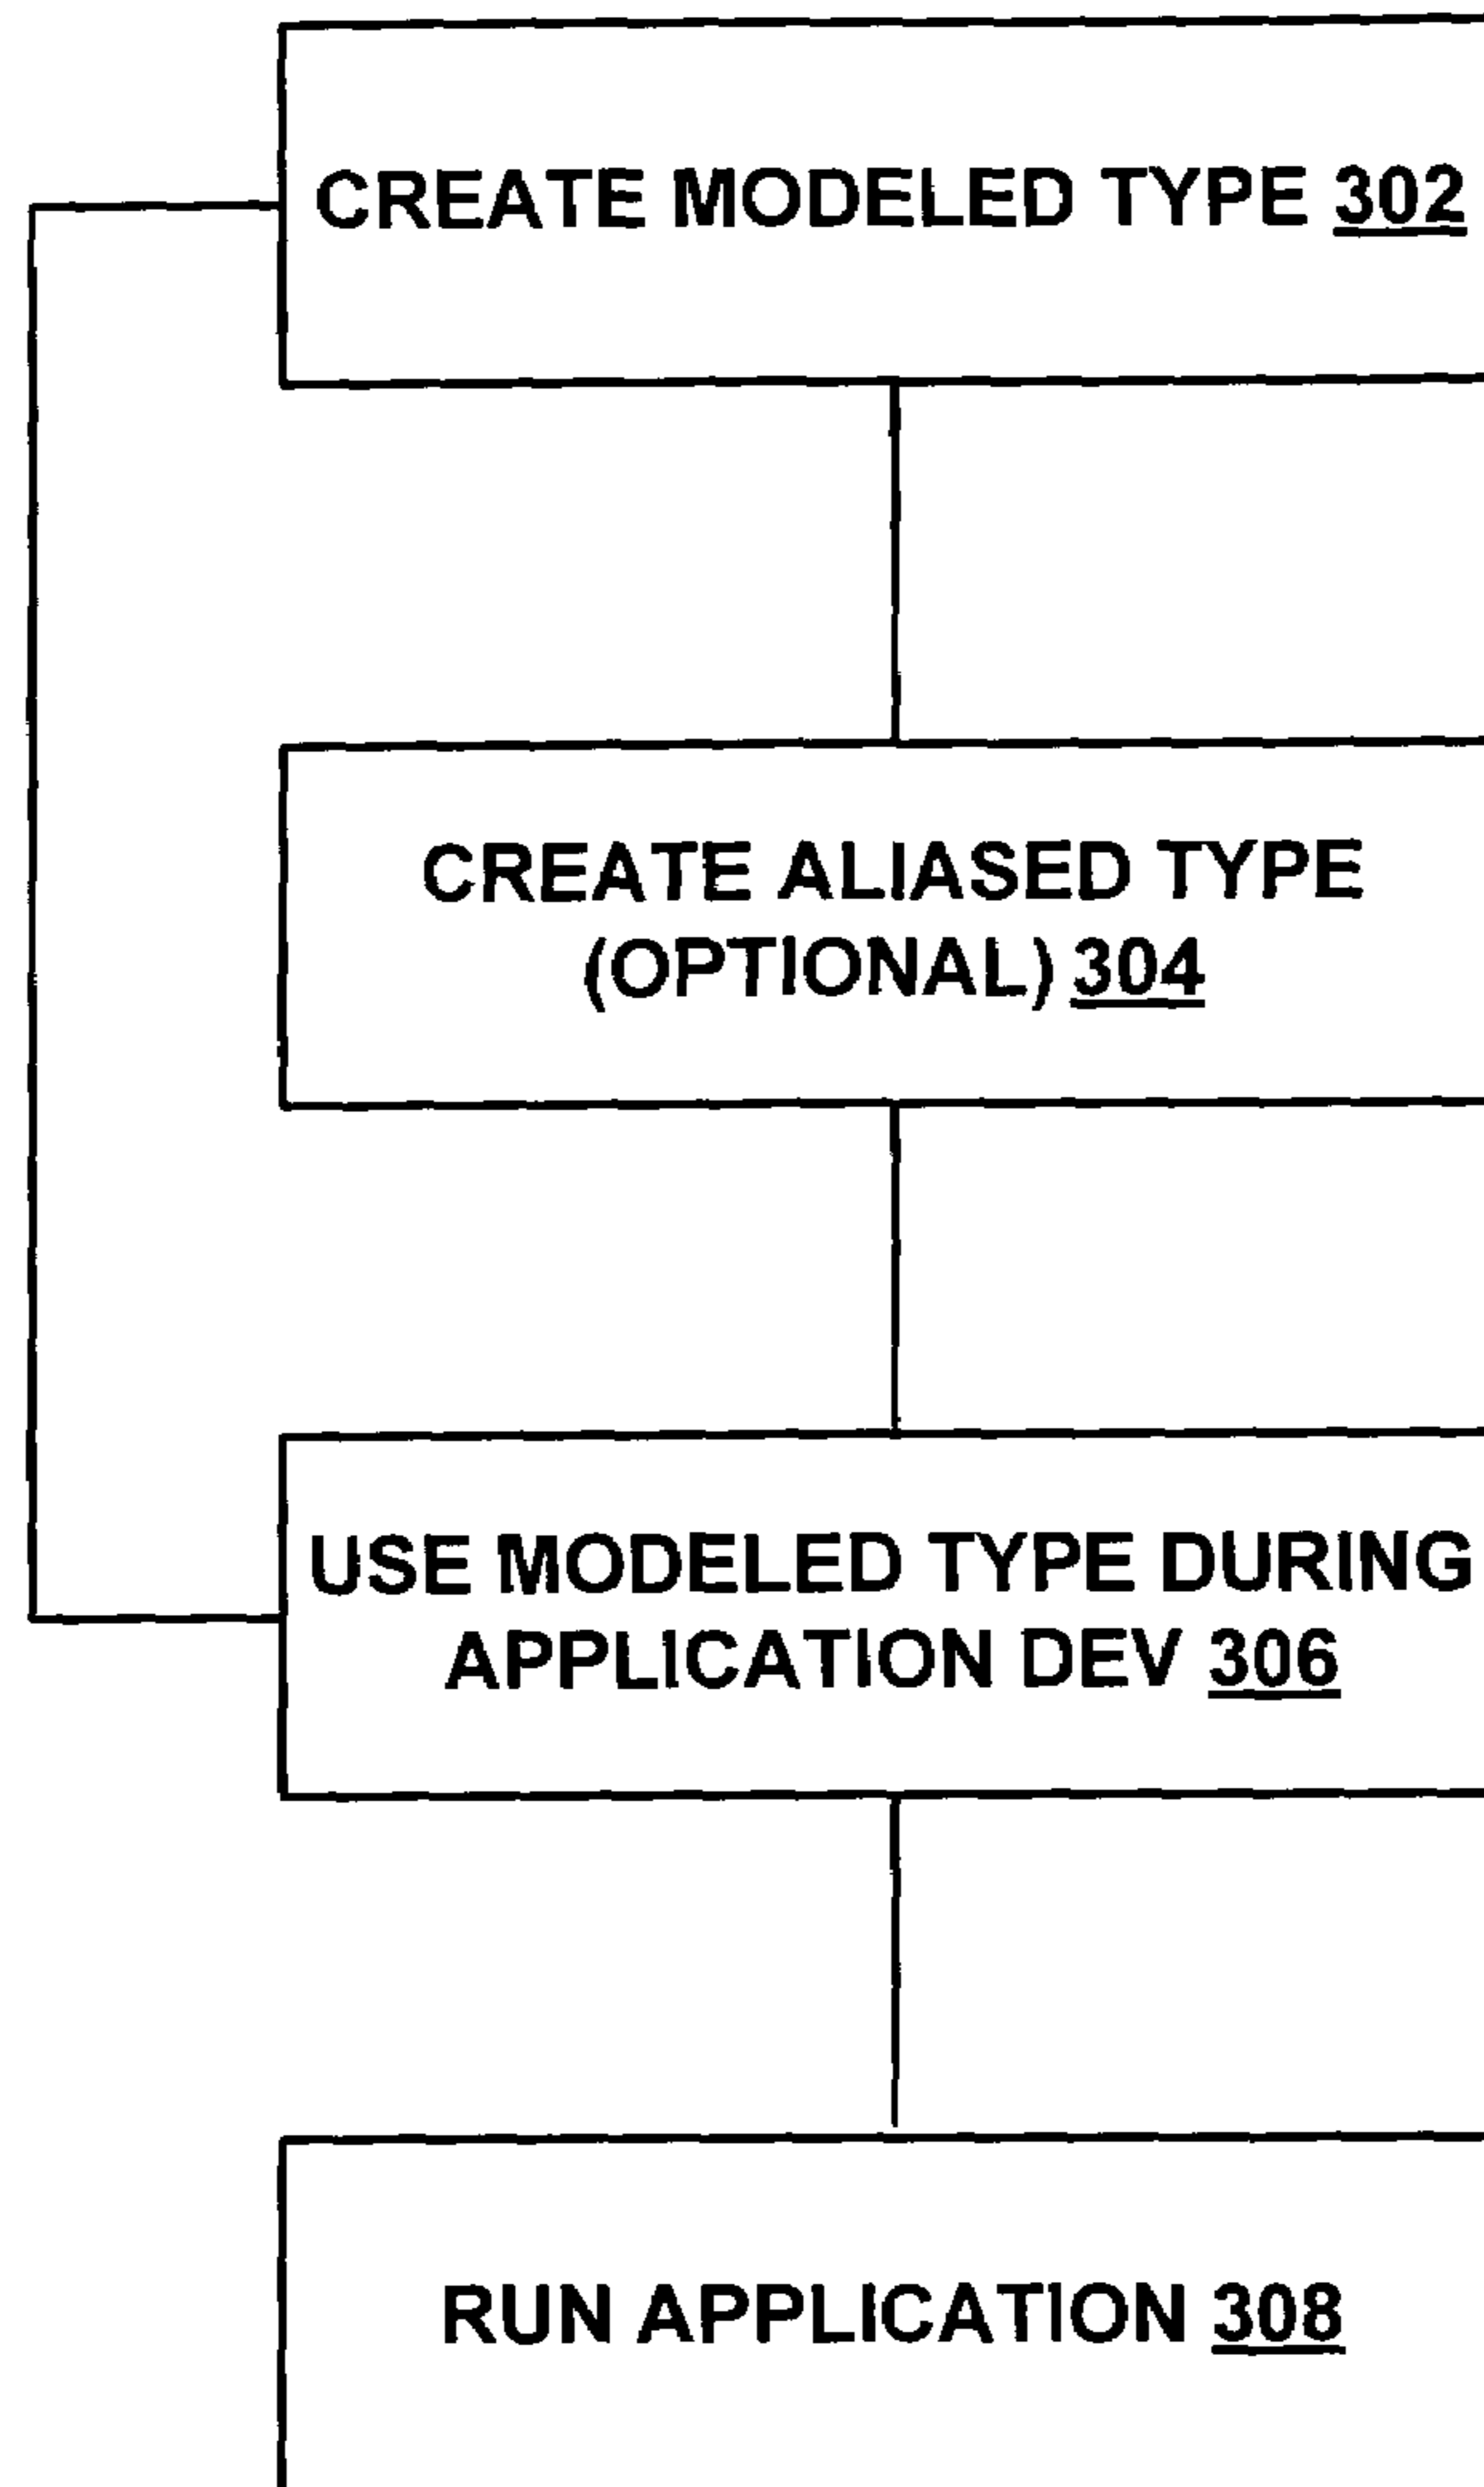 CREATE MODELED TYPE 302
CREATE ALIASED TYPE
(OPTIONAL) 304
USE MODELED TYPE DURING
APPLICATION DEV 306
RUN APPLICATION 308